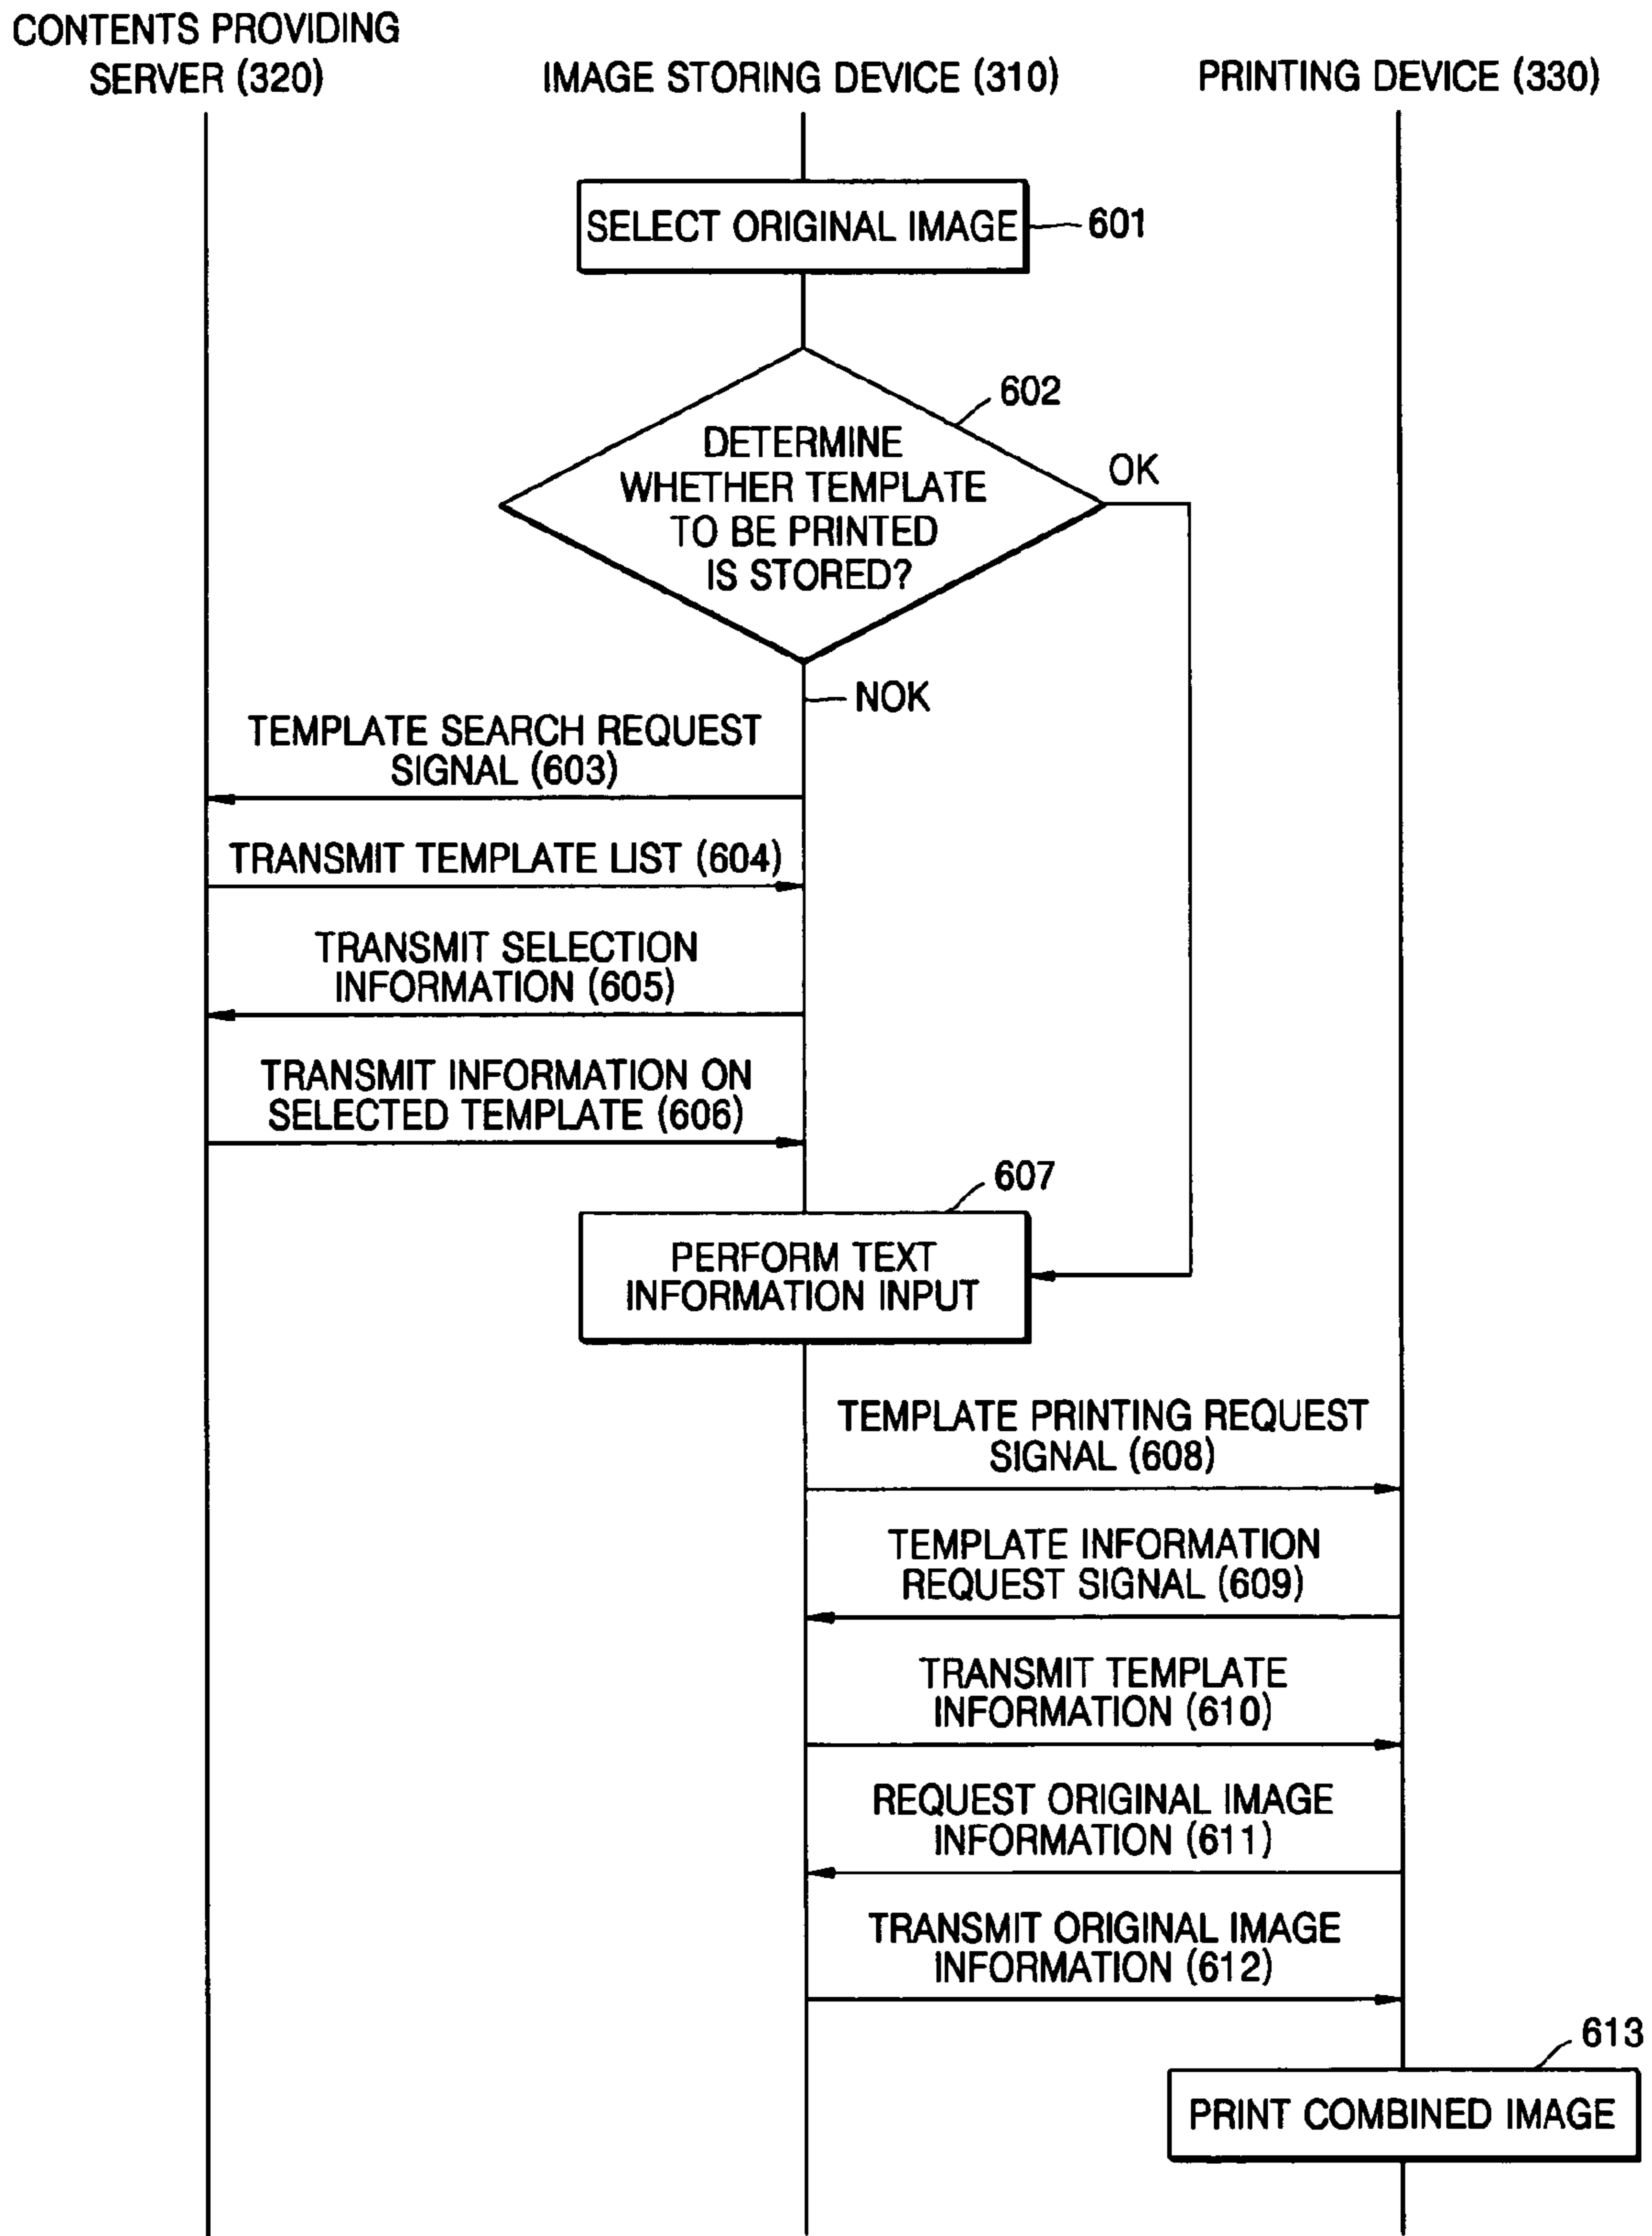 CONTENTS PROVIDING
SERVER (320)
IMAGE STORING DEVICE (310)
PRINTING DEVICE (330)
SELECT ORIGINAL IMAGE
601
602
DETERMINE
WHETHER TEMPLATE
TO BE PRINTED
IS STORED?
OK
NOK
TEMPLATE SEARCH REQUEST
SIGNAL (603)
TRANSMIT TEMPLATE LIST (604)
TRANSMIT SELECTION
INFORMATION (605)
TRANSMIT INFORMATION ON
SELECTED TEMPLATE (606)
607
PERFORM TEXT
INFORMATION INPUT
TEMPLATE PRINTING REQUEST
SIGNAL (608)
TEMPLATE INFORMATION
REQUEST SIGNAL (609)
TRANSMIT TEMPLATE
INFORMATION (610)
REQUEST ORIGINAL IMAGE
INFORMATION (611)
TRANSMIT ORIGINAL IMAGE
INFORMATION (612)
613
PRINT COMBINED IMAGE